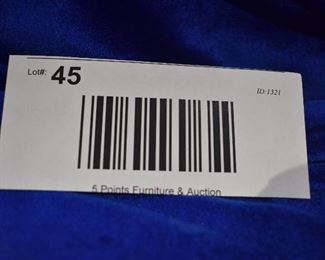 Lot#: 45
ID:1321
5 Points Furniture & Auction